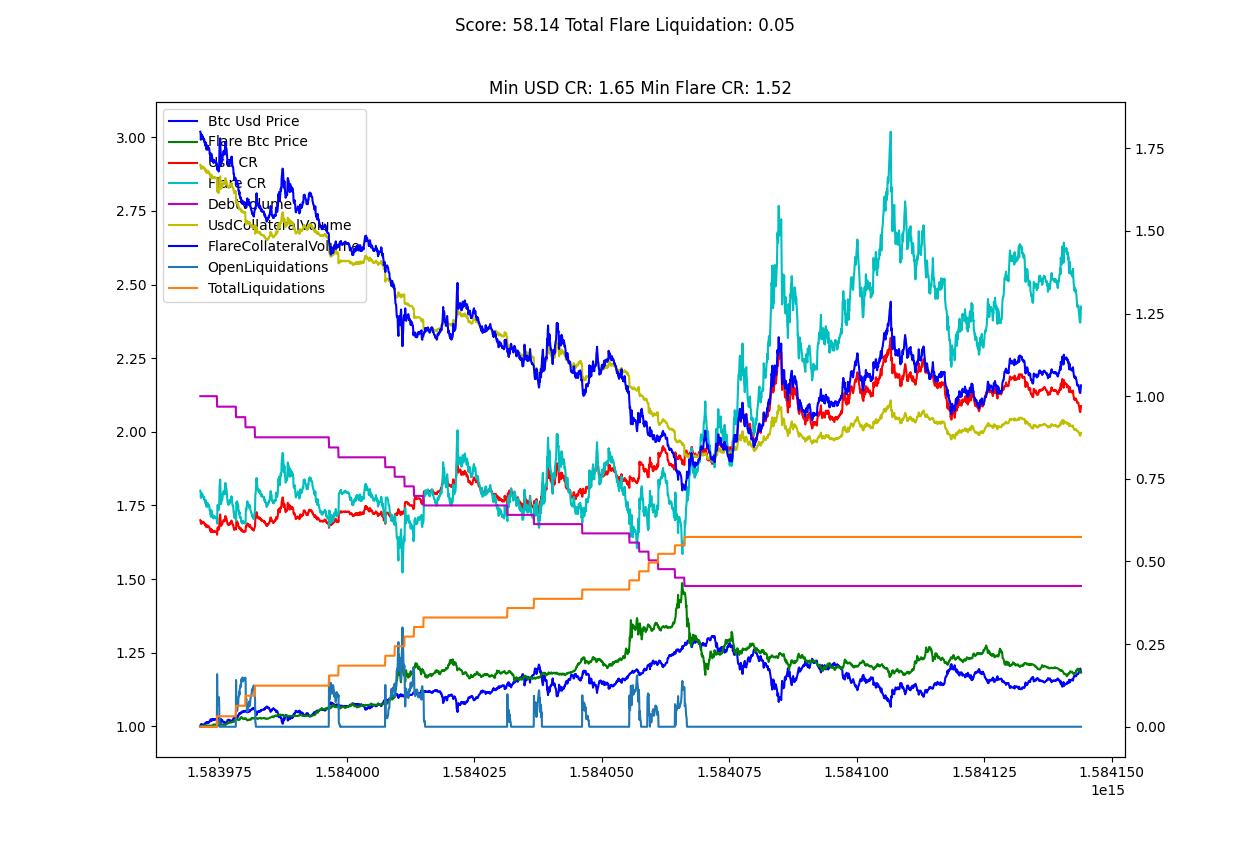 Score: 58.14 Total Flare Liquidation: 0.05
Min USD CR: 1.65 Min Flare CR: 1.52
Btc Usd Price
Flare Btc Price
Usd CR
Flare CR
DebtVolume
UsdCollateralVolume
FlareCollateralVolume
OpenLiquidations
TotalLiquidations
3.00
2.75
2.50
2.25
2.00
1.75
1.50
1.25
1.00
1.75
1.50
1.25
1.00
0.75
0.50
0.25
0.00
1.583975 1.584000 1.584025 1.584050 1.584075 1.584100 1.584125 1.584150
1e15